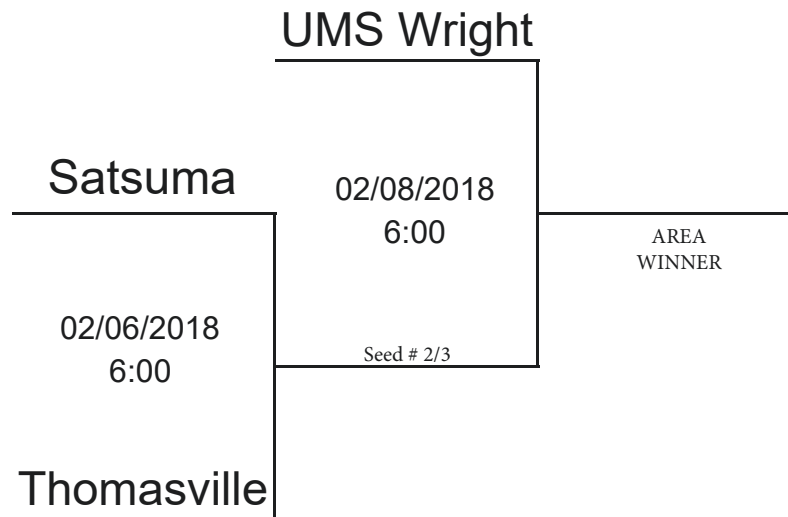 UMS Wright
Satsuma
02/08/2018
6:00
AREA
WINNER
02/06/2018
6:00
Seed # 2/3
Thomasville